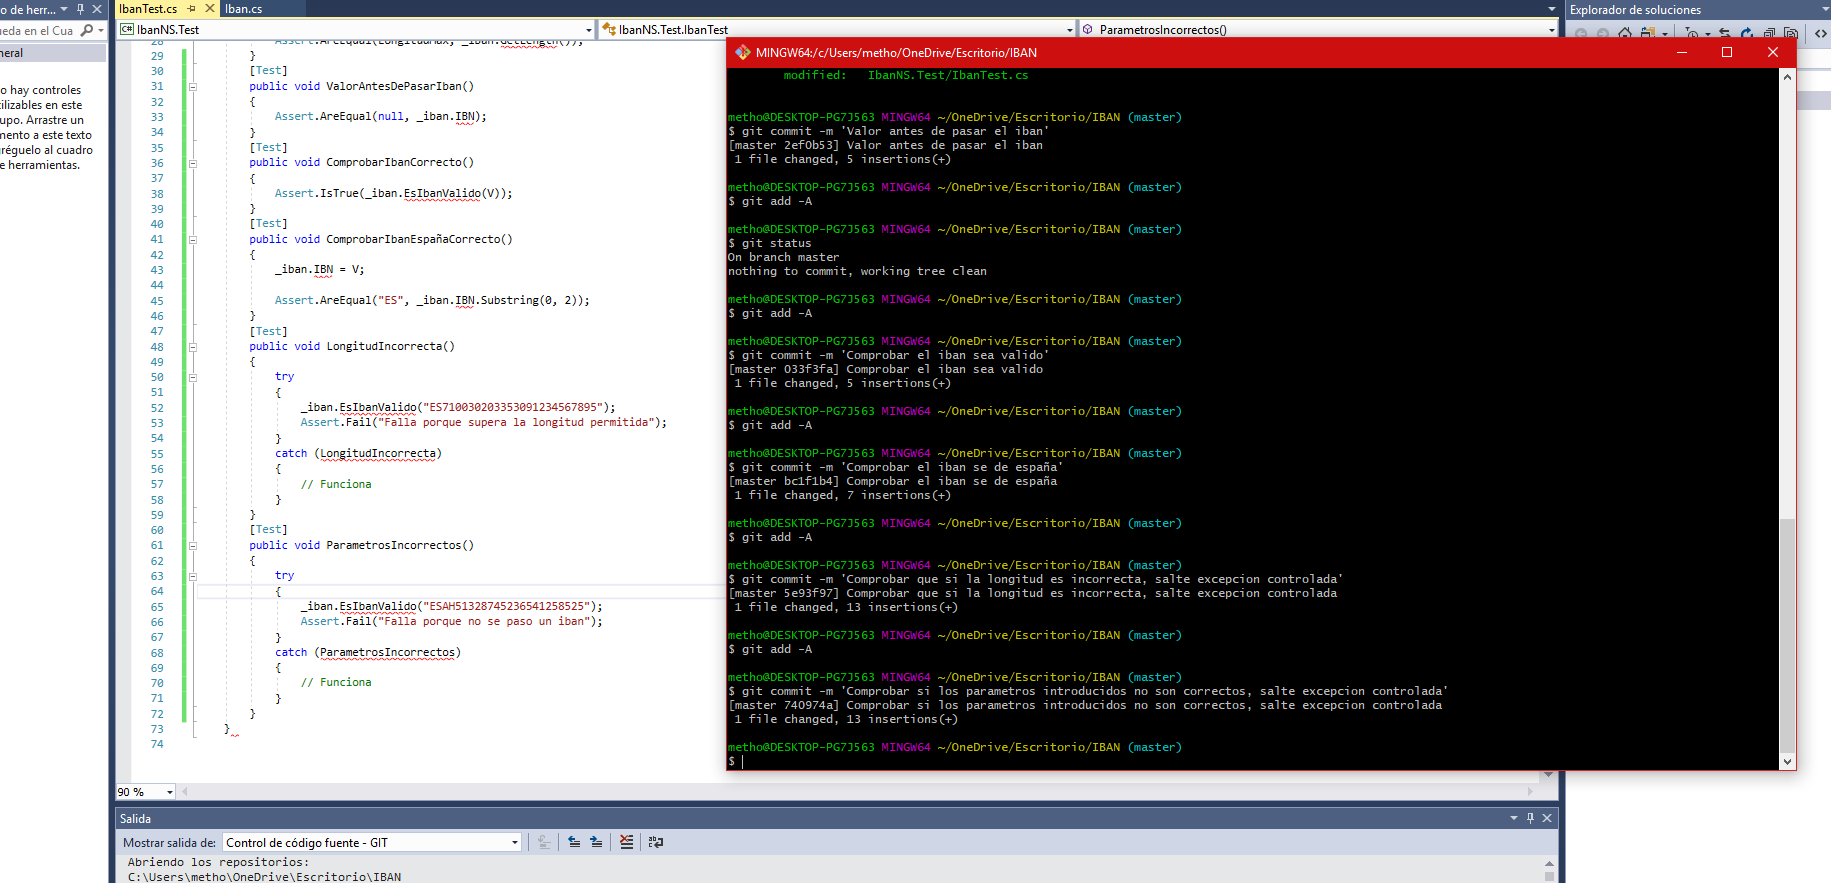 o de herr...
IbanTest.cs
Iban.cs
Explorador de soluciones
ueda en el Cua
C# IbanNS.Test
IbanNS.Test.IbanTest
ParametrosIncorrectos()
neral
o hay controles
tilizables en este
upo. Arrastre un
mento a este texto
gréguelo al cuadro
e herramientas.
28 Assert.AreEqual(LongitudMax, _iban.GetLength());
29 }
30 [Test]
31 public void ValorAntesDePasarIban()
32 {
33 Assert.AreEqual(null, _iban.IBN);
34 }
35 [Test]
36 public void ComprobarIbanCorrecto()
37 {
38 Assert.IsTrue(_iban.EsIbanValido(V));
39 }
40 [Test]
41 public void ComprobarIbanEspañaCorrecto()
42 {
43 _iban.IBN = V;
44
45 Assert.AreEqual("ES", _iban.IBN.Substring(0, 2));
46 }
47 [Test]
48 public void LongitudIncorrecta()
49 {
50 try
51 {
52 _iban.EsIbanValido("ES7100302033530912345678​95");
53 Assert.Fail("Falla porque supera la longitud permitida");
54 }
55 catch (LongitudIncorrecta)
56 {
57 // Funciona
58 }
59 }
60 [Test]
61 public void ParametrosIncorrectos()
62 {
63 try
64 {
65 _iban.EsIbanValido("ESAH51328745236541258525");
66 Assert.Fail("Falla porque no se paso un iban");
67 }
68 catch (ParametrosIncorrectos)
69 {
70 // Funciona
71 }
72 }
73 }
74
90 %
MINGW64:/c/Users/metho/OneDrive/Escritorio/IBAN
modified: IbanNS.Test/IbanTest.cs
metho@DESKTOP-PG7J563 MINGW64 ~/OneDrive/Escritorio/IBAN (master)
$ git commit -m 'Valor antes de pasar el iban'
[master 2ef0b53] Valor antes de pasar el iban
1 file changed, 5 insertions(+)
metho@DESKTOP-PG7J563 MINGW64 ~/OneDrive/Escritorio/IBAN (master)
$ git add -A
metho@DESKTOP-PG7J563 MINGW64 ~/OneDrive/Escritorio/IBAN (master)
$ git status
On branch master
nothing to commit, working tree clean
metho@DESKTOP-PG7J563 MINGW64 ~/OneDrive/Escritorio/IBAN (master)
$ git add -A
metho@DESKTOP-PG7J563 MINGW64 ~/OneDrive/Escritorio/IBAN (master)
$ git commit -m 'Comprobar el iban sea valido'
[master 033f3fa] Comprobar el iban sea valido
1 file changed, 5 insertions(+)
metho@DESKTOP-PG7J563 MINGW64 ~/OneDrive/Escritorio/IBAN (master)
$ git add -A
metho@DESKTOP-PG7J563 MINGW64 ~/OneDrive/Escritorio/IBAN (master)
$ git commit -m 'Comprobar el iban se de españa'
[master bc1f1b4] Comprobar el iban se de españa
1 file changed, 7 insertions(+)
metho@DESKTOP-PG7J563 MINGW64 ~/OneDrive/Escritorio/IBAN (master)
$ git add -A
metho@DESKTOP-PG7J563 MINGW64 ~/OneDrive/Escritorio/IBAN (master)
$ git commit -m 'Comprobar que si la longitud es incorrecta, salte excepcion controlada'
[master 5e93f97] Comprobar que si la longitud es incorrecta, salte excepcion controlada
1 file changed, 13 insertions(+)
metho@DESKTOP-PG7J563 MINGW64 ~/OneDrive/Escritorio/IBAN (master)
$ git add -A
metho@DESKTOP-PG7J563 MINGW64 ~/OneDrive/Escritorio/IBAN (master)
$ git commit -m 'Comprobar si los parametros introducidos no son correctos, salte excepcion controlada'
[master 740974a] Comprobar si los parametros introducidos no son correctos, salte excepcion controlada
1 file changed, 13 insertions(+)
metho@DESKTOP-PG7J563 MINGW64 ~/OneDrive/Escritorio/IBAN (master)
$
Salida
Mostrar salida de: Control de código fuente - GIT
Abriendo los repositorios:
C:\Users\metho\OneDrive\Escritorio\IBAN